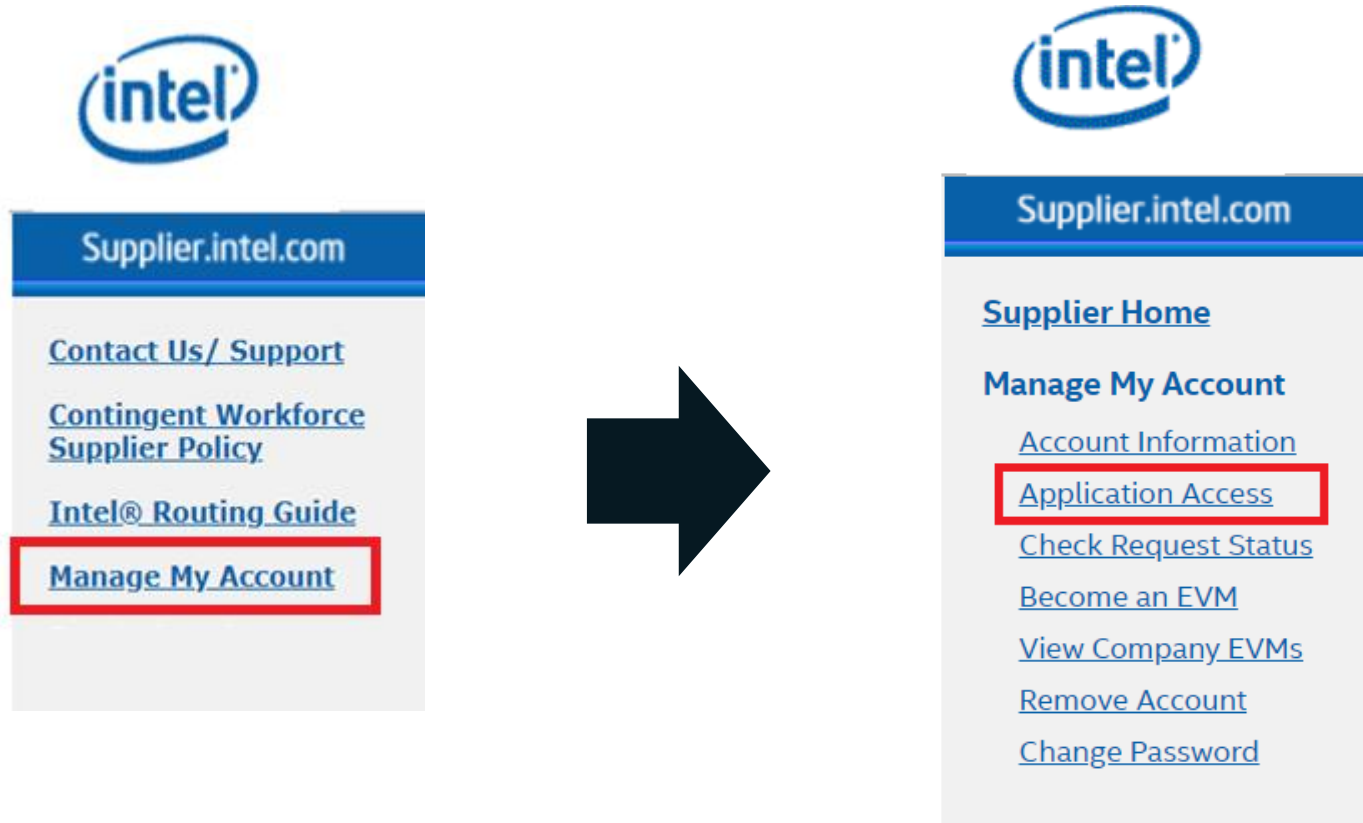 intel
Supplier.intel.com
Contact Us/ Support
Contingent Workforce
Supplier Policy
Intel® Routing Guide
Manage My Account
intel
Supplier.intel.com
Supplier Home
Manage My Account
Account Information
Application Access
Check Request Status
Become an EVM
View Company EVMs
Remove Account
Change Password